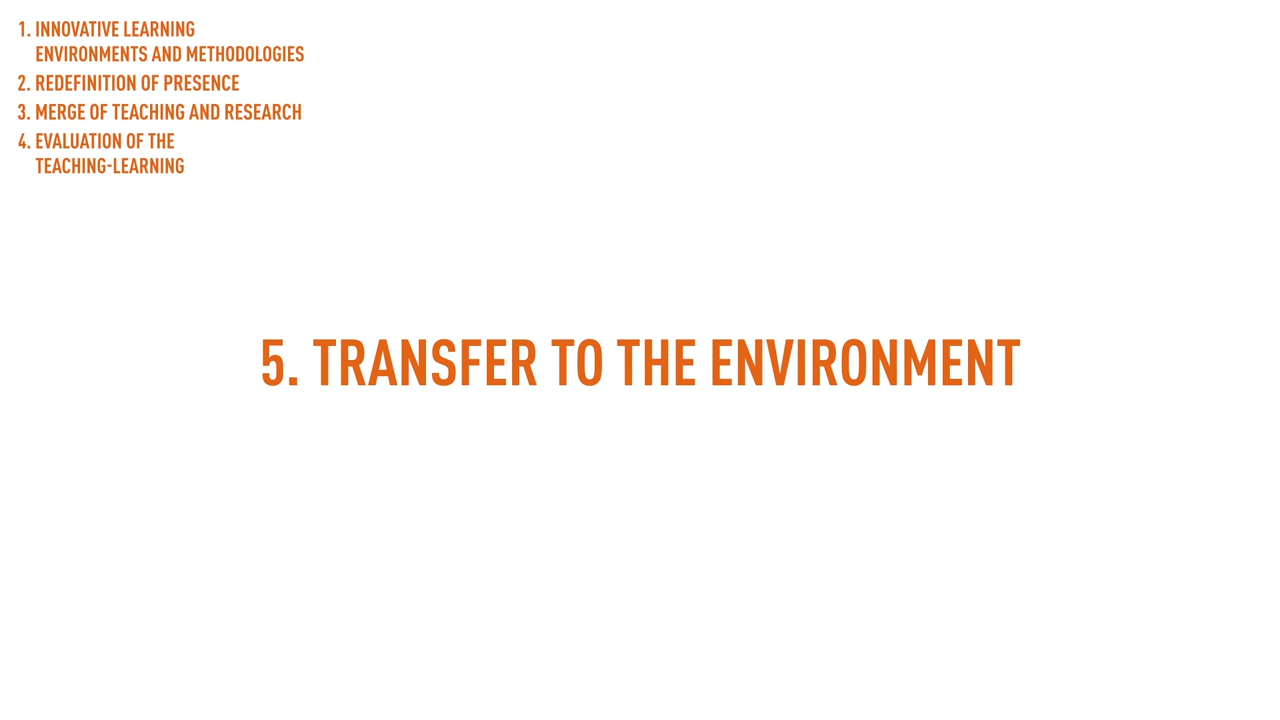 1. INNOVATIVE LEARNING
ENVIRONMENTS AND METHODOLOGIES
2. REDEFINITION OF PRESENCE
3. MERGE OF TEACHING AND RESEARCH
4. EVALUATION OF THE
TEACHING-LEARNING
5. TRANSFER TO THE ENVIRONMENT